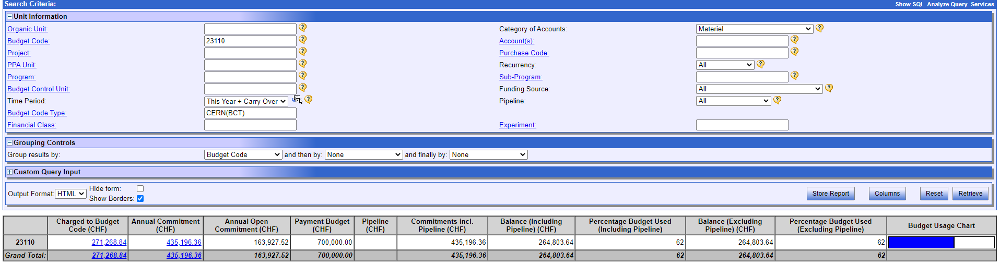 Search Criteria: Show SQL Analyze Query Services
Unit Information
Organic Unit: Category of Accounts: Materiel
Budget Code: 23110 Account(s):
Project: Purchase Code:
PPA Unit: Recurrency: All
Program: Sub-Program:
Budget Control Unit: Funding Source: All
Time Period: This Year + Carry Over Pipeline: All
Budget Code Type: CERN(BCT)
Financial Class: Experiment:
Grouping Controls
Group results by: Budget Code and then by: None and finally by: None
Custom Query Input
Output Format: HTML Hide form:
Show Borders:
Store Report Columns Reset Retrieve
Charged to Budget Code (CHF) Annual Commitment (CHF) Annual Open Commitment (CHF) Payment Budget (CHF) Pipeline (CHF) Commitments incl. Pipeline (CHF) Balance (Including Pipeline) (CHF) Percentage Budget Used (Including Pipeline) Balance (Excluding Pipeline) (CHF) Percentage Budget Used (Excluding Pipeline) Budget Usage Chart
23110 271,268.84 435,196.36 163,927.52 700,000.00 435,196.36 264,803.64 62 264,803.64 62
Grand Total: 271,268.84 435,196.36 163,927.52 700,000.00 435,196.36 264,803.64 62 264,803.64 62